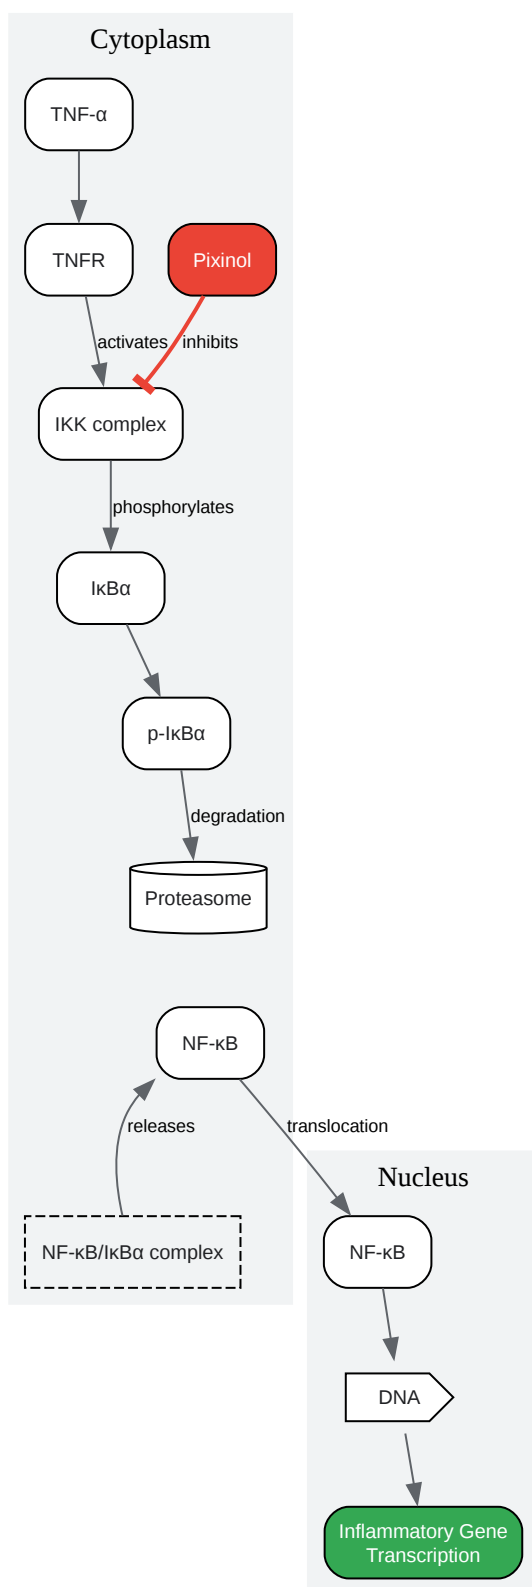 Cytoplasm
TNF-α
TNFR
Pixinol
activates
inhibits
IKK complex
phosphorylates
IκBα
p-IκBα
degradation
Proteasome
NF-κB
releases
translocation
Nucleus
NF-κB/IκBα complex
NF-κB
DNA
Inflammatory Gene
Transcription